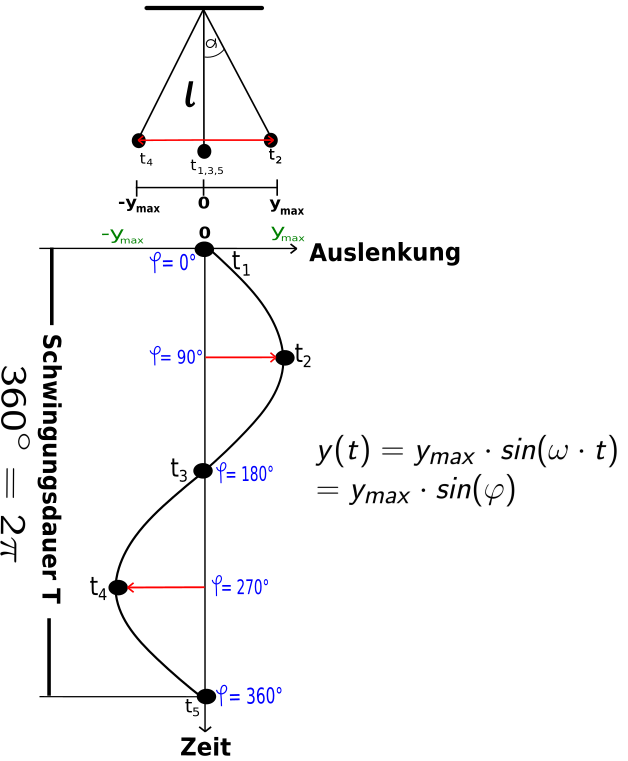 α
l
t₄
t₂
t₁,₃,₅
-yₘₐₓ 0 yₘₐₓ
-yₘₐₓ 0 yₘₐₓ
Auslenkung
φ= 0° t₁
φ= 90° t₂
t₃ φ= 180°
t₄ φ= 270°
φ= 360°
t₅
Zeit
Schwingungsdauer T
360° = 2π
y(t) = yₘₐₓ · sin(ω · t)
= yₘₐₓ · sin(φ)